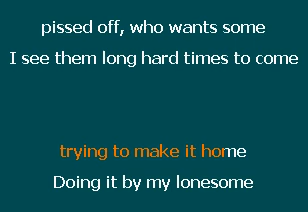 pissed off, who wants some
I see them long hard times to come
trying to make it home
Doing it by my lonesome